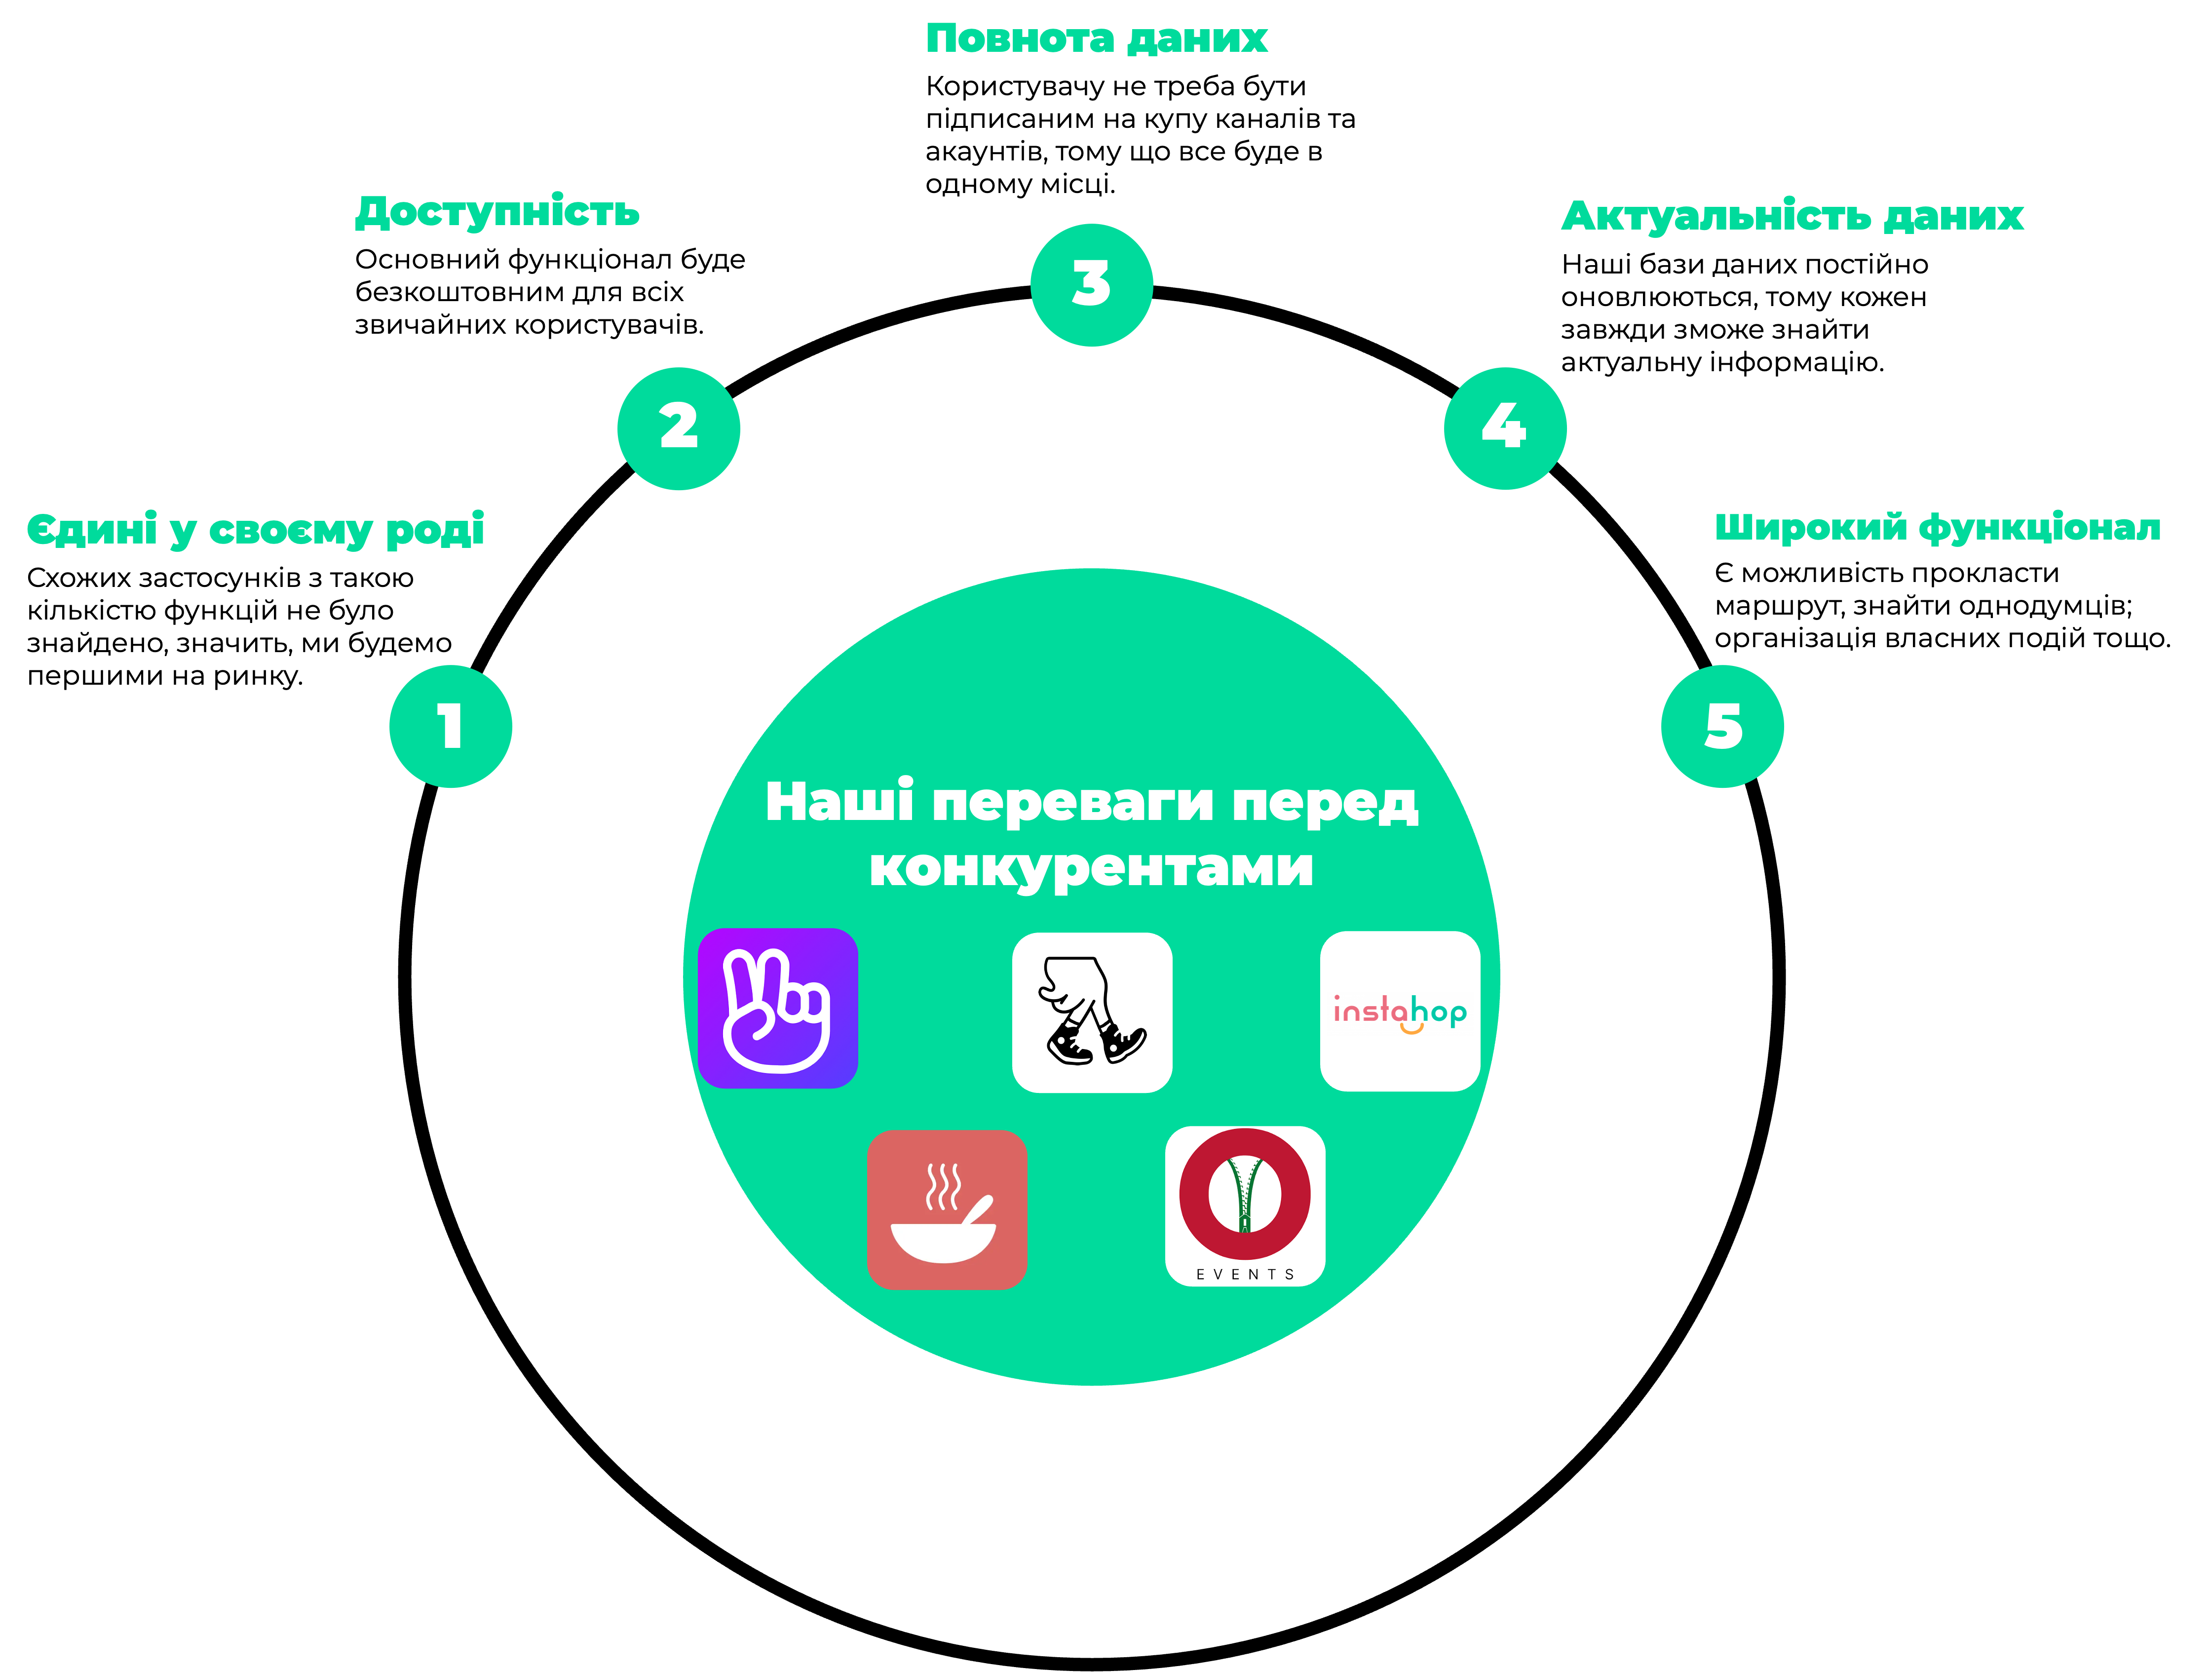 Повнота даних
Користувачу не треба бути
підписаним на купу каналів та
акаунтів, тому що все буде в
одному місці.
Доступність
Основний функціонал буде
безкоштовним для всіх
звичайних користувачів.
Актуальність даних
Наші бази даних постійно
оновлюються, тому кожен
завжди зможе знайти
актуальну інформацію.
3
2
4
Єдині у своєму роді
Схожих застосунків з такою
кількістю функцій не було
знайдено, значить, ми будемо
першими на ринку.
Широкий функціонал
Є можливість прокласти
маршрут, знайти однодумців;
організація власних подій тощо.
1
5
Наші переваги перед
конкурентами
instahop
EVENTS